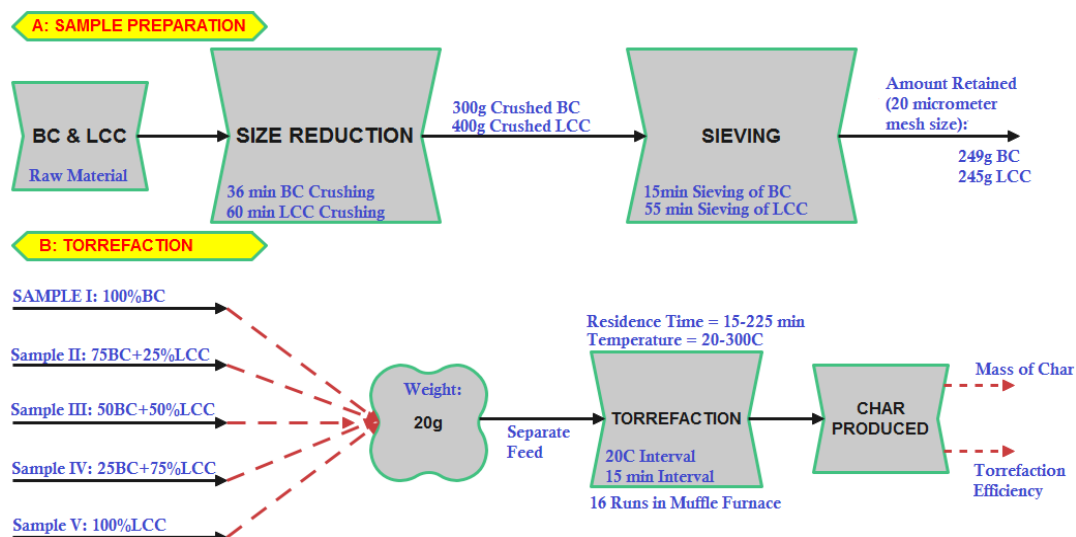 A: SAMPLE PREPARATION
BC & LCC
Raw Material
SIZE REDUCTION
36 min BC Crushing
60 min LCC Crushing
300g Crushed BC
400g Crushed LCC
SIEVING
15min Sieving of BC
55 min Sieving of LCC
Amount Retained
(20 micrometer
mesh size):
249g BC
245g LCC
B: TORREFACTION
SAMPLE I: 100%BC
Sample II: 75BC+25%LCC
Sample III: 50BC+50%LCC
Sample IV: 25BC+75%LCC
Sample V: 100%LCC
Weight:
20g
Separate
Feed
Residence Time = 15-225 min
Temperature = 20-300C
TORREFACTION
20C Interval
15 min Interval
16 Runs in Muffle Furnace
CHAR
PRODUCED
Mass of Char
Torrefaction
Efficiency